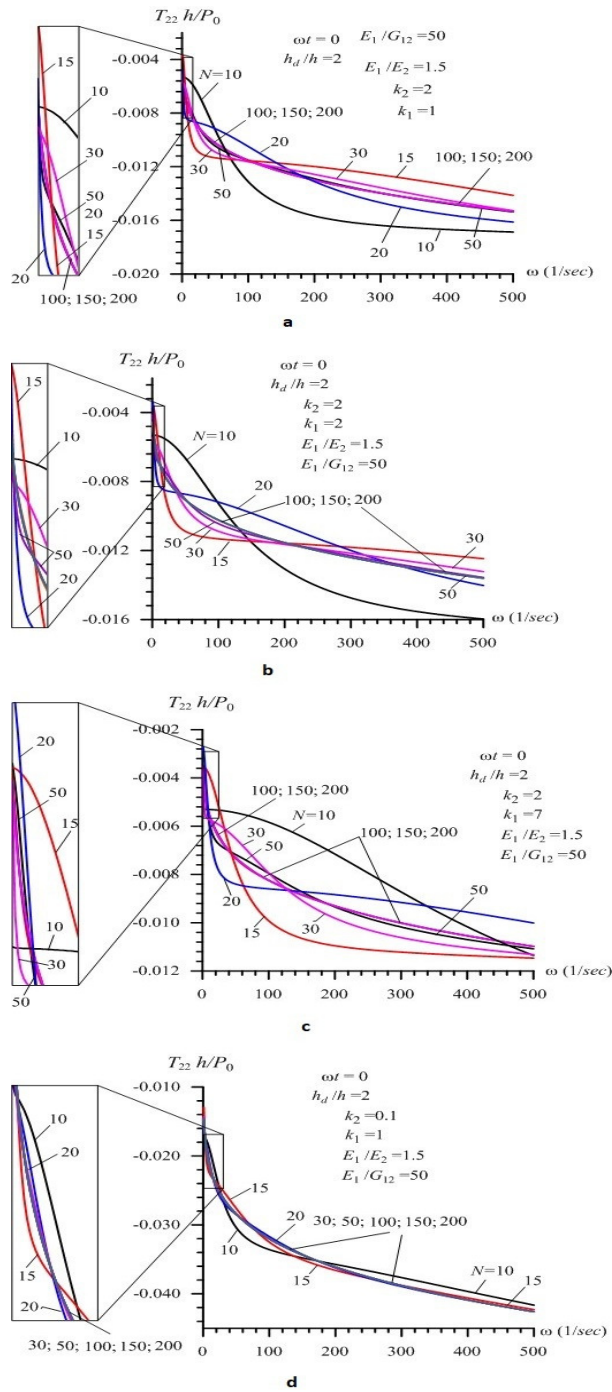 T22 h/P0
ωt = 0 E1 /G12 =50
hd /h =2
E1 /E2 =1.5
k2 =2
k1 =1
15
10
30
50
20
15
20
100; 150; 200
-0.004
-0.008
-0.012
-0.016
-0.020
N=10
100;150;200
20
30
15
100;150; 200
30
50
20
10
50
0 100 200 300 400 500
ω (1/sec)
a
T22 h/P0
ωt = 0
hd /h =2
k2 =2
k1 =2
E1 /E2 =1.5
E1 /G12 =50
15
10
30
50
20
-0.004
-0.008
-0.012
-0.016
N=10
20
100; 150; 200
30
50
30
15
50
0 100 200 300 400 500
ω (1/sec)
b
T22 h/P0
ωt = 0
hd /h =2
k2 =2
k1 =7
E1 /E2 =1.5
E1 /G12 =50
20
50
15
10
30
50
-0.002
-0.004
-0.006
-0.008
-0.010
-0.012
100; 150; 200
N=10
30
50
100; 150; 200
20
50
15
30
0 100 200 300 400 500
ω (1/sec)
c
T22 h/P0
ωt = 0
hd /h =2
k2 =0.1
k1 =1
E1 /E2 =1.5
E1 /G12 =50
10
20
15
20
30; 50; 100; 150; 200
-0.010
-0.020
-0.030
-0.040
15
20
30; 50; 100; 150; 200
10
15
N=10
15
0 100 200 300 400 500
ω (1/sec)
d